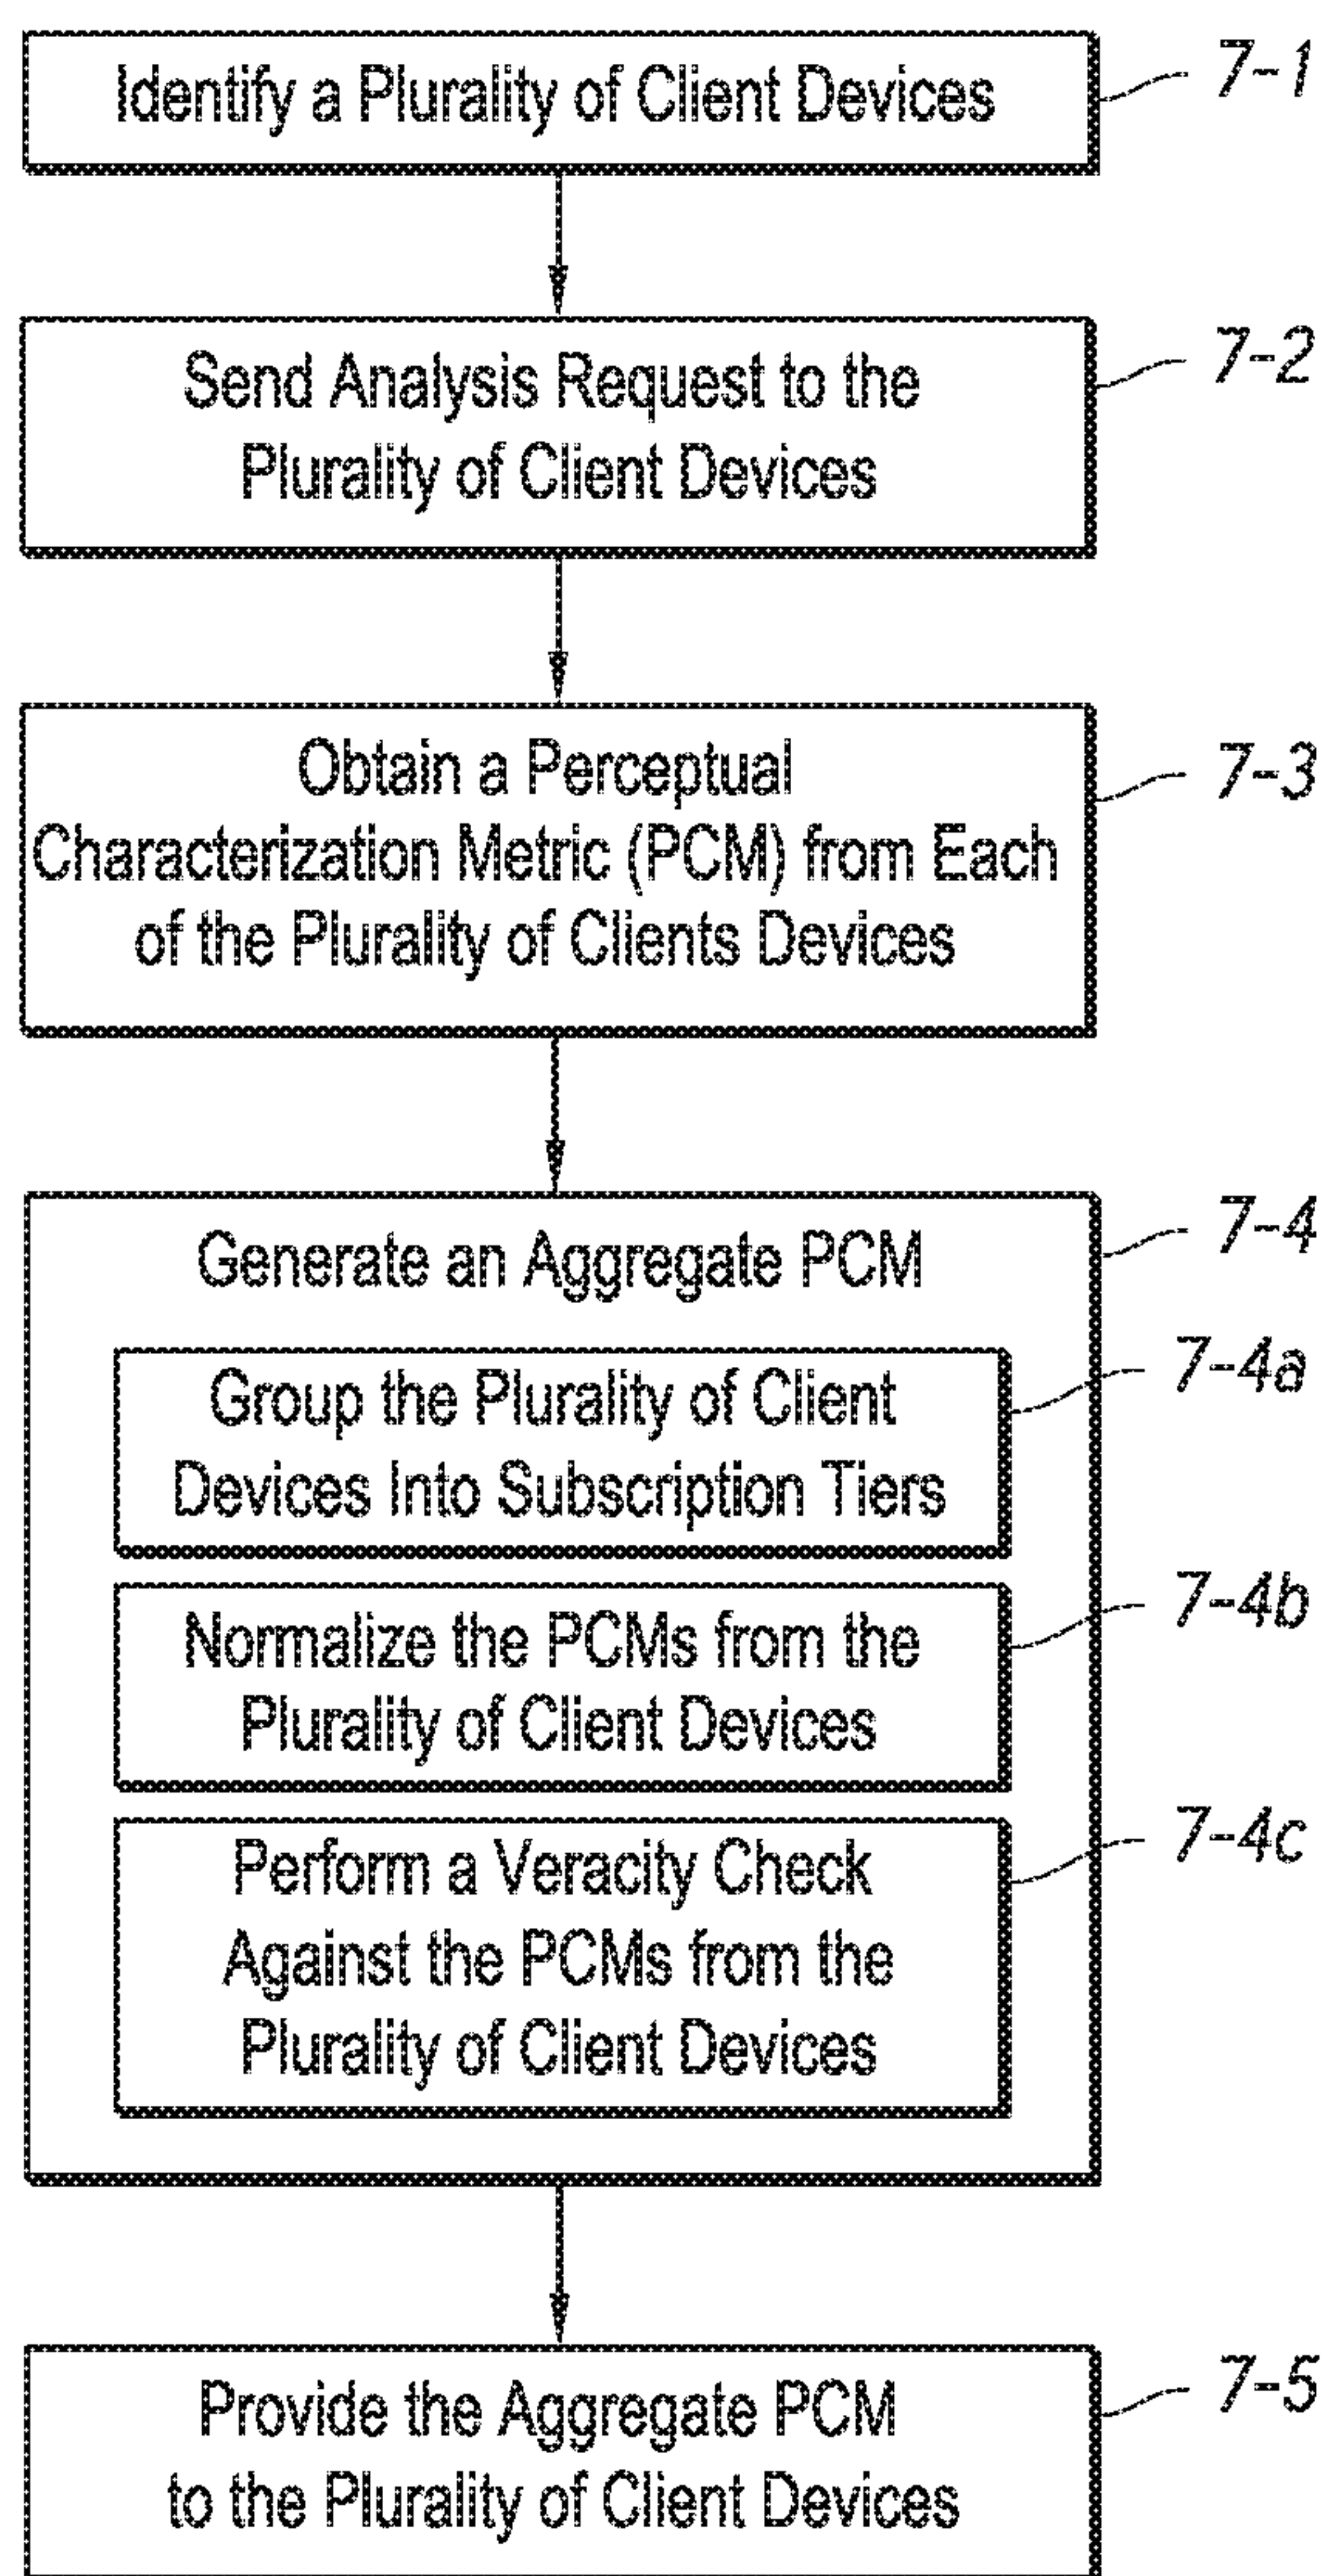 Identify a Plurality of Client Devices
7-1
Send Analysis Request to the
Plurality of Client Devices
7-2
Obtain a Perceptual
Characterization Metric (PCM) from Each
of the Plurality of Clients Devices
7-3
Generate an Aggregate PCM
7-4
Group the Plurality of Client
Devices Into Subscription Tiers
7-4a
Normalize the PCMs from the
Plurality of Client Devices
7-4b
Perform a Veracity Check
Against the PCMs from the
Plurality of Client Devices
7-4c
Provide the Aggregate PCM
to the Plurality of Client Devices
7-5